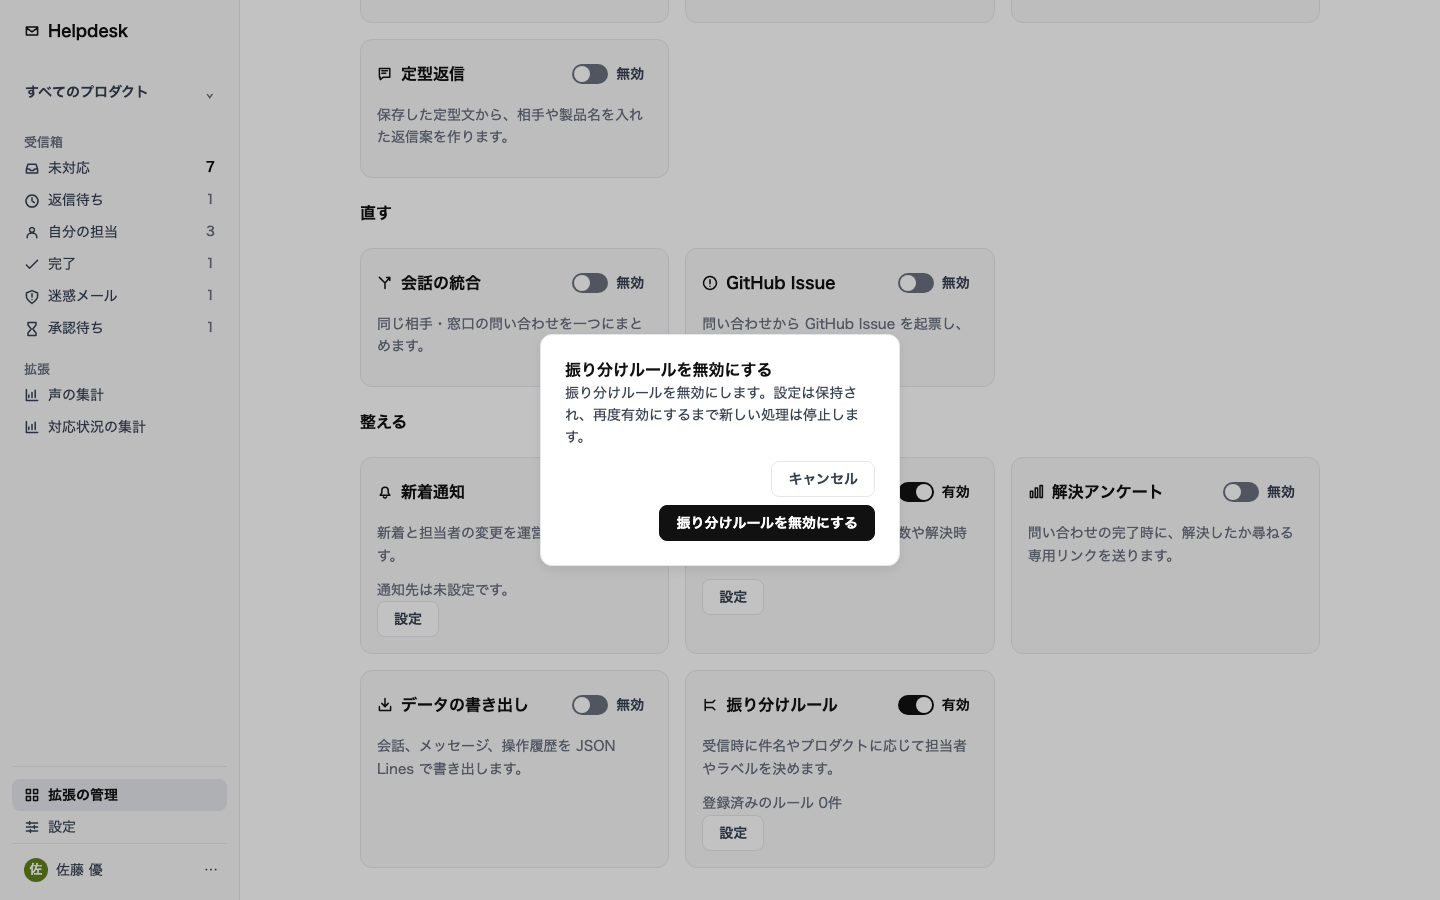 Helpdesk
すべてのプロダクト
受信箱
未対応 7
返信待ち 1
自分の担当 3
完了 1
迷惑メール 1
承認待ち 1
拡張
声の集計
対応状況の集計
拡張の管理
設定
佐 佐藤 優 …
定型返信 無効
保存した定型文から、相手や製品名を入れ
た返信案を作ります。
直す
会話の統合 無効
同じ相手・窓口の問い合わせを一つにまと
めます。
GitHub Issue 無効
問い合わせから GitHub Issue を起票し、
振り分けルールを無効にする
振り分けルールを無効にします。設定は保持さ
れ、再度有効にするまで新しい処理は停止しま
す。
キャンセル
振り分けルールを無効にする
整える
新着通知
新着と担当者の変更を運営
す。
通知先は未設定です。
設定
有効
数や解決時
設定
解決アンケート 無効
問い合わせの完了時に、解決したか尋ねる
専用リンクを送ります。
データの書き出し 無効
会話、メッセージ、操作履歴を JSON
Lines で書き出します。
振り分けルール 有効
受信時に件名やプロダクトに応じて担当者
やラベルを決めます。
登録済みのルール 0件
設定